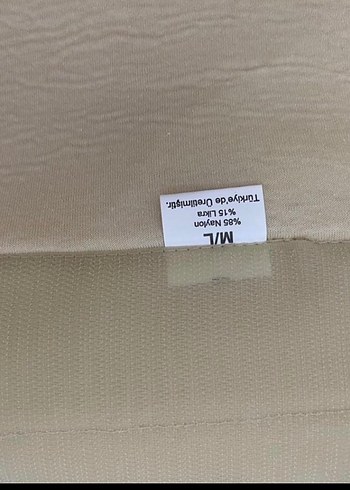 M/L
%85 Naylon
%15 Likra
Türkiye'de Üretilmiştir.